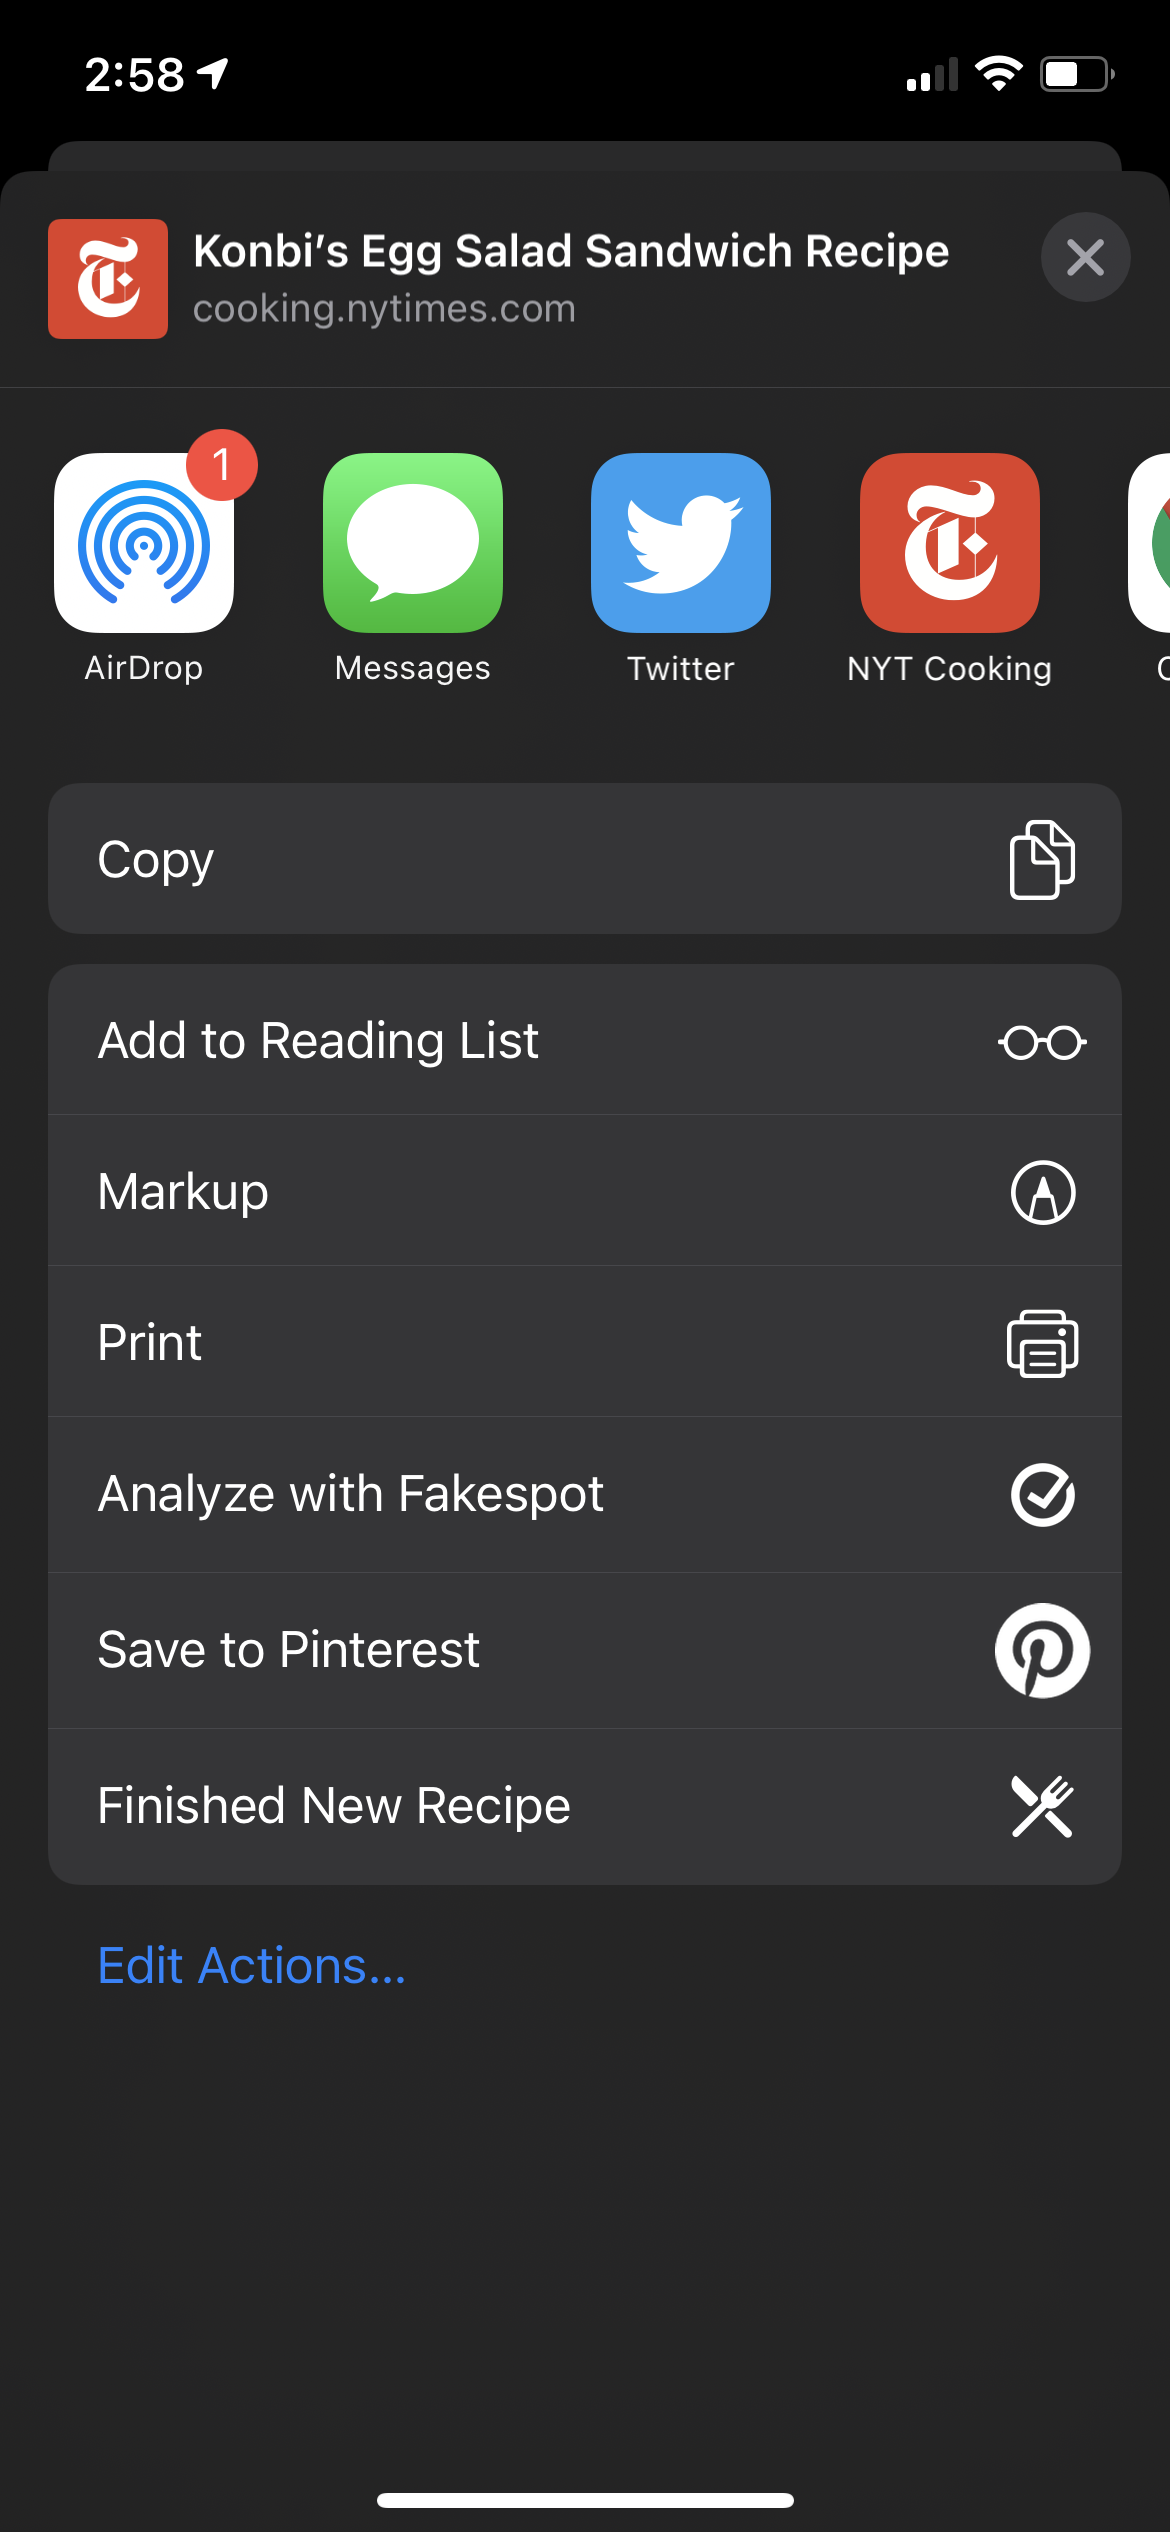 2:58
Konbi’s Egg Salad Sandwich Recipe
cooking.nytimes.com
1
AirDrop
Messages
Twitter
NYT Cooking
Copy
Add to Reading List
Markup
Print
Analyze with Fakespot
Save to Pinterest
Finished New Recipe
Edit Actions...